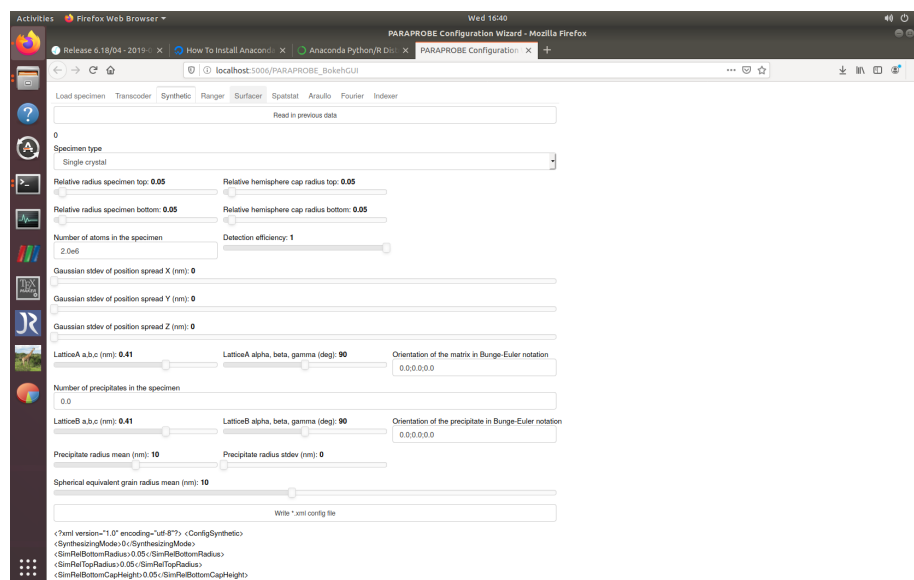 Activities Firefox Web Browser Wed 16:40
PARAPROBE Configuration Wizard - Mozilla Firefox
Release 6.18/04 - 2019-0 How To Install Anaconda Anaconda Python/R Dis PARAPROBE Configuration
localhost:5006/PARAPROBE_BokehGUI
Load specimen Transcoder Synthetic Ranger Surfacer Spatstat Araullo Fourier Indexer
Read in previous data
0
Specimen type
Single crystal
Relative radius specimen top: 0.05 Relative hemisphere cap radius top: 0.05
Relative radius specimen bottom: 0.05 Relative hemisphere cap radius bottom: 0.05
Number of atoms in the specimen Detection efficiency: 1
2.0e6
Gaussian stdev of position spread X (nm): 0
Gaussian stdev of position spread Y (nm): 0
Gaussian stdev of position spread Z (nm): 0
LatticeA a,b,c (nm): 0.41 LatticeA alpha, beta, gamma (deg): 90 Orientation of the matrix in Bunge-Euler notation
0.0;0.0;0.0
Number of precipitates in the specimen
0.0
LatticeB a,b,c (nm): 0.41 LatticeB alpha, beta, gamma (deg): 90 Orientation of the precipitate in Bunge-Euler notation
0.0;0.0;0.0
Precipitate radius mean (nm): 10 Precipitate radius stdev (nm): 0
Spherical equivalent grain radius mean (nm): 10
Write *.xml config file
<?xml version="1.0" encoding="utf-8"?> <ConfigSynthetic>
<SynthesizingMode>0</SynthesizingMode>
<SimRelBottomRadius>0.05</SimRelBottomRadius>
<SimRelTopRadius>0.05</SimRelTopRadius>
<SimRelBottomCapHeight>0.05</SimRelBottomCapHeight>